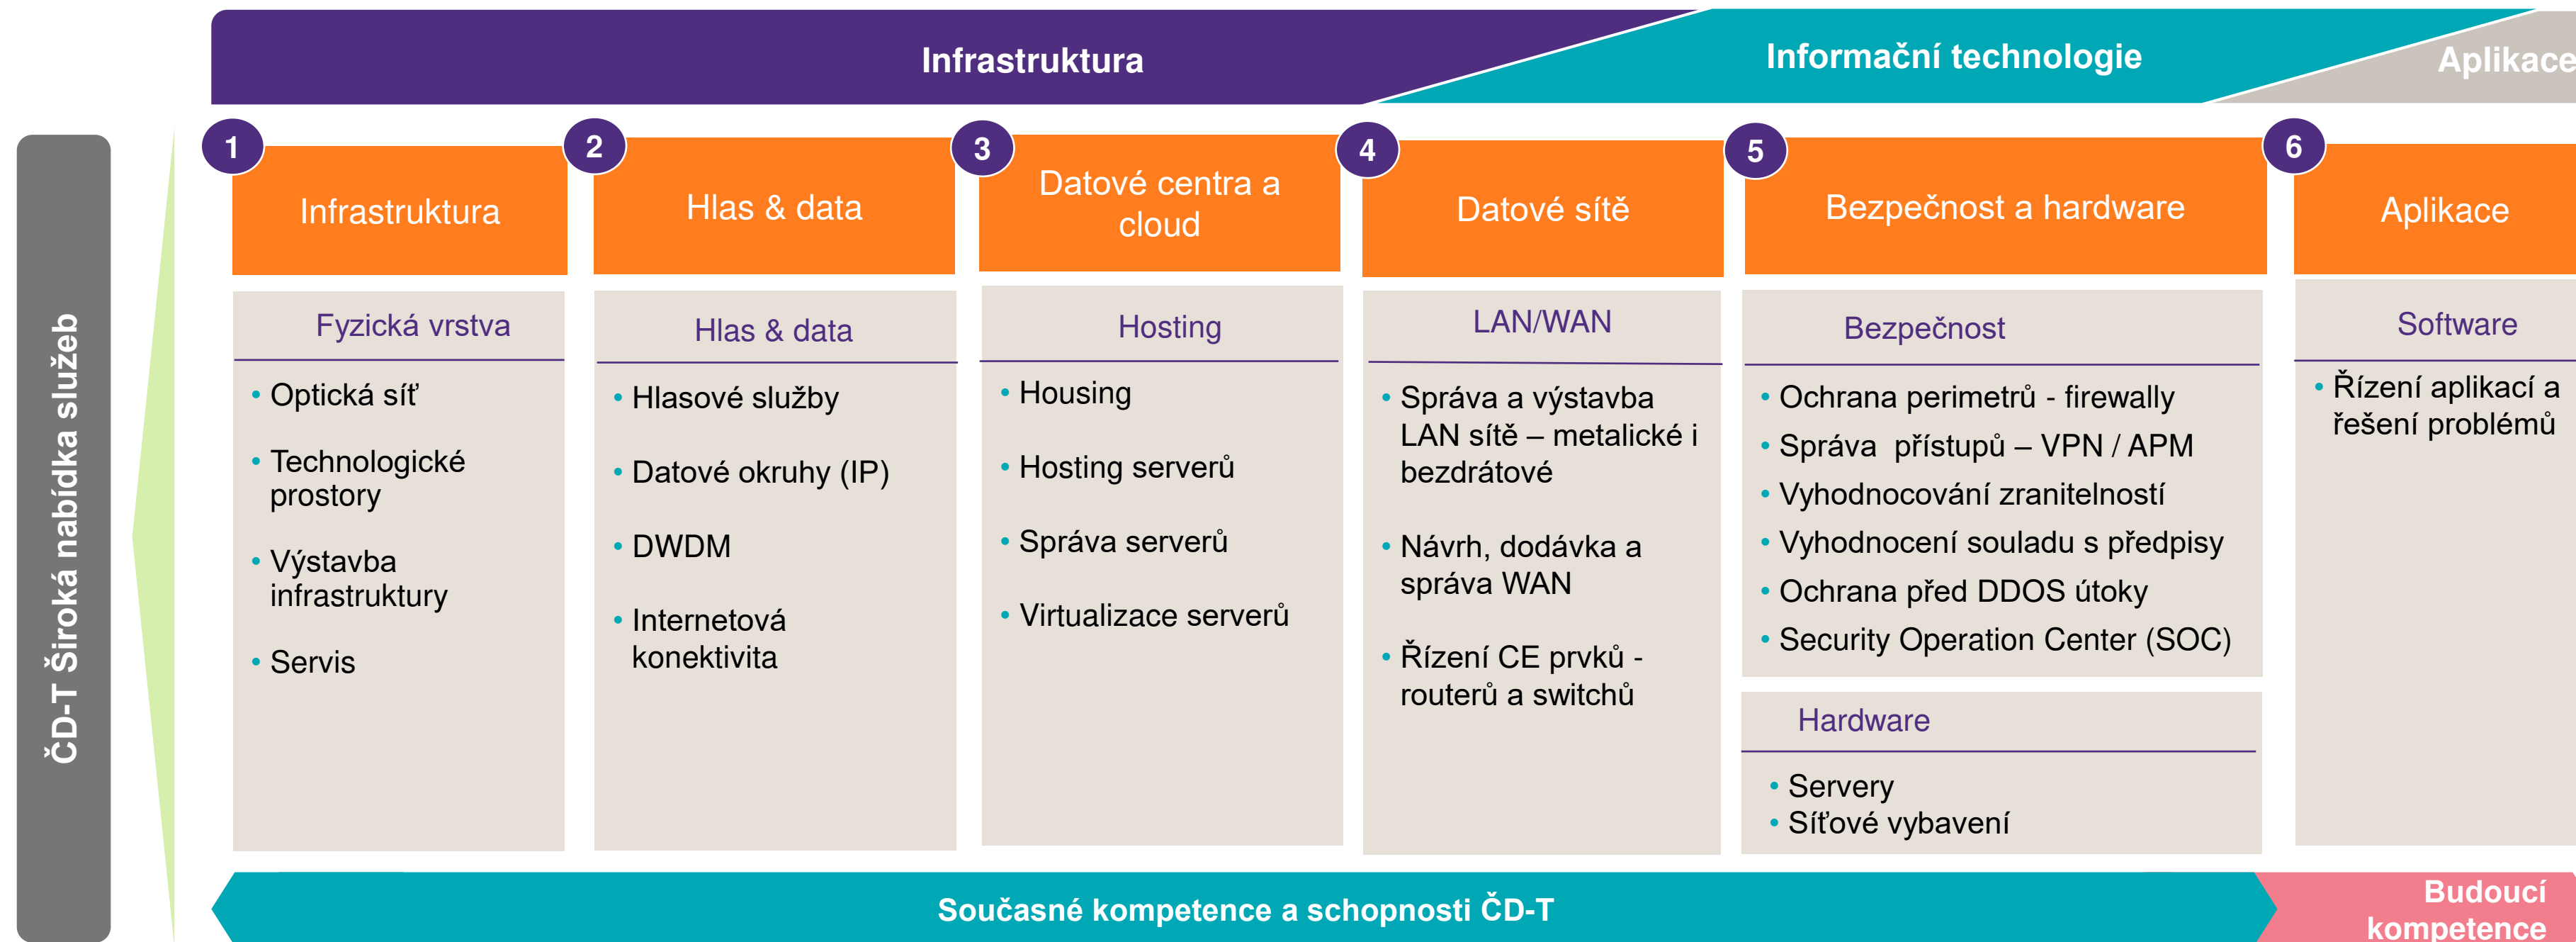 Infrastruktura
Informační technologie
Aplikace
ČD-T Široká nabídka služeb
1
Infrastruktura
Fyzická vrstva
• Optická síť
• Technologické
prostory
• Výstavba
infrastruktury
• Servis
2
Hlas & data
Hlas & data
• Hlasové služby
• Datové okruhy (IP)
• DWDM
• Internetová
konektivita
3
Datové centra a
cloud
Hosting
• Housing
• Hosting serverů
• Správa serverů
• Virtualizace serverů
4
Datové sítě
LAN/WAN
• Správa a výstavba
LAN sítě – metalické i
bezdrátové
• Návrh, dodávka a
správa WAN
• Řízení CE prvků -
routerů a switchů
5
Bezpečnost a hardware
Bezpečnost
• Ochrana perimetrů - firewally
• Správa  přístupů – VPN / APM
• Vyhodnocování zranitelností
• Vyhodnocení souladu s předpisy
• Ochrana před DDOS útoky
• Security Operation Center (SOC)
Hardware
• Servery
• Síťové vybavení
6
Aplikace
Software
• Řízení aplikací a
řešení problémů
Současné kompetence a schopnosti ČD-T
Budoucí
kompetence